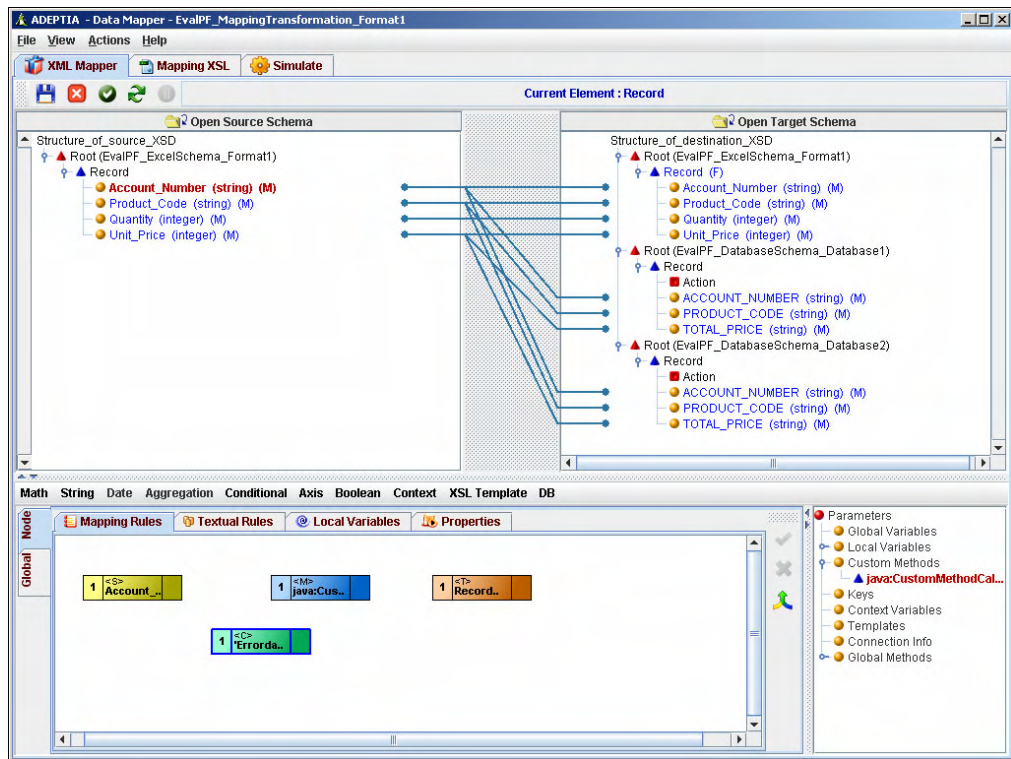 ADEPTIA - Data Mapper - EvalPF_MappingTransformation_Format1
File View Actions Help
XML Mapper Mapping XSL Simulate
Current Element : Record
Open Source Schema
Structure_of_source_XSD
Root (EvalPF_ExcelSchema_Format1)
Record
Account_Number (string) (M)
Product_Code (string) (M)
Quantity (integer) (M)
Unit_Price (integer) (M)
Open Target Schema
Structure_of_destination_XSD
Root (EvalPF_ExcelSchema_Format1)
Record (F)
Account_Number (string) (M)
Product_Code (string) (M)
Quantity (integer) (M)
Unit_Price (integer) (M)
Root (EvalPF_DatabaseSchema_Database1)
Record
Action
ACCOUNT_NUMBER (string) (M)
PRODUCT_CODE (string) (M)
TOTAL_PRICE (string) (M)
Root (EvalPF_DatabaseSchema_Database2)
Record
Action
ACCOUNT_NUMBER (string) (M)
PRODUCT_CODE (string) (M)
TOTAL_PRICE (string) (M)
Math String Date Aggregation Conditional Axis Boolean Context XSL Template DB
Node
Global
Mapping Rules Textual Rules Local Variables Properties
1 <S> Account_..
1 <M> java:Cus..
1 <T> Record..
1 <C> 'Errorda..
Parameters
Global Variables
Local Variables
Custom Methods
java:CustomMethodCal...
Keys
Context Variables
Templates
Connection Info
Global Methods